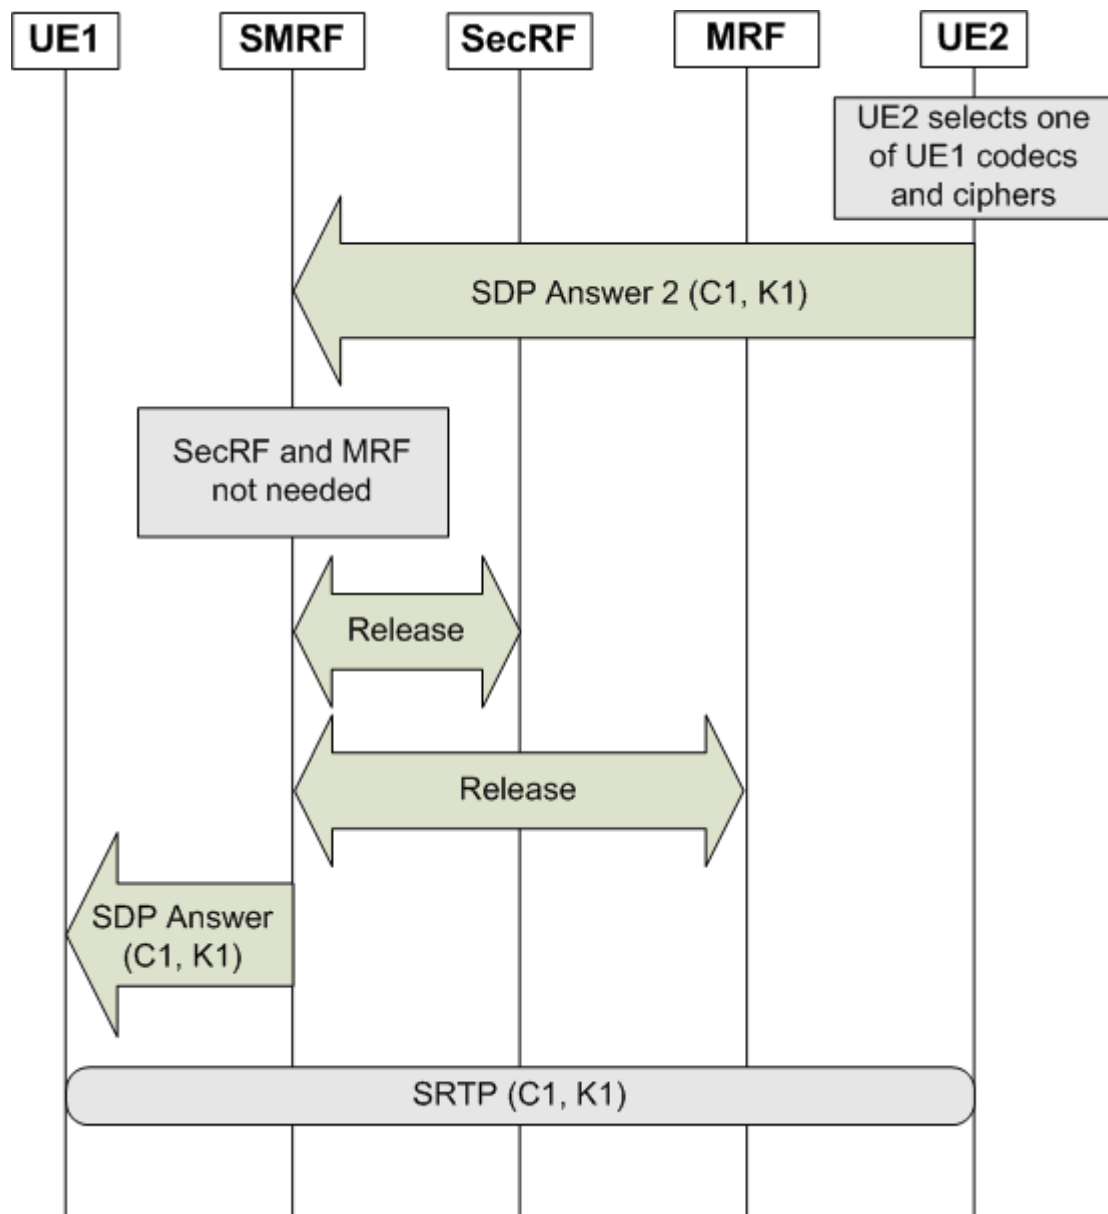 UE1
SMRF
SecRF
MRF
UE2
UE2 selects one
of UE1 codecs
and ciphers
SDP Answer 2 (C1, K1)
SecRF and MRF
not needed
Release
Release
SDP Answer
(C1, K1)
SRTP (C1, K1)